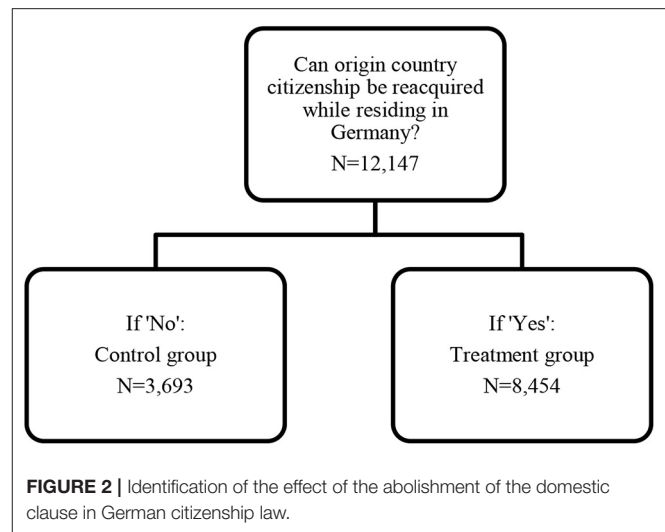 Can origin country
citizenship be reacquired
while residing in
Germany?
N=12,147
If 'No':
Control group
N=3,693
If 'Yes':
Treatment group
N=8,454
FIGURE 2 | Identification of the effect of the abolishment of the domestic
clause in German citizenship law.